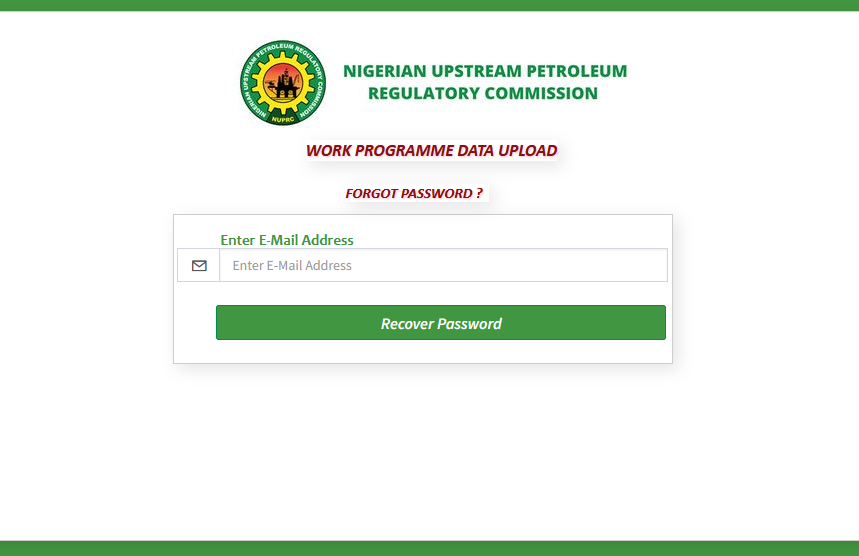 NIGERIAN UPSTREAM PETROLEUM REGULATORY COMMISSION
NUPRC
NIGERIAN UPSTREAM PETROLEUM
REGULATORY COMMISSION
WORK PROGRAMME DATA UPLOAD
FORGOT PASSWORD ?
Enter E-Mail Address
Enter E-Mail Address
Recover Password